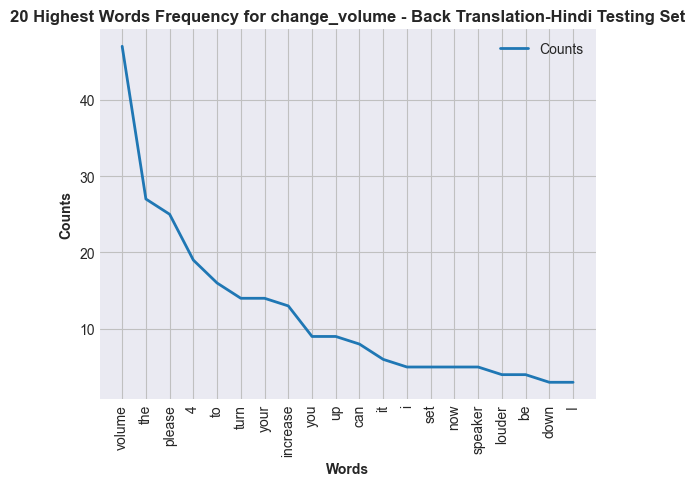 20 Highest Words Frequency for change_volume - Back Translation-Hindi Testing Set
Counts
Counts
40
30
20
10
volume
the
please
4
to
turn
your
increase
you
up
can
it
i
set
now
speaker
louder
be
down
I
Words